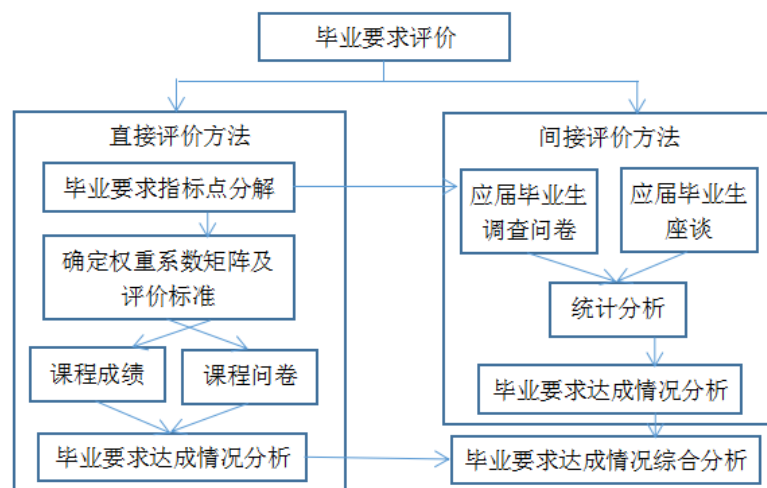 毕业要求评价
直接评价方法
毕业要求指标点分解
确定权重系数矩阵及
评价标准
课程成绩
课程问卷
毕业要求达成情况分析
间接评价方法
应届毕业生
调查问卷
应届毕业生
座谈
统计分析
毕业要求达成情况分析
毕业要求达成情况综合分析